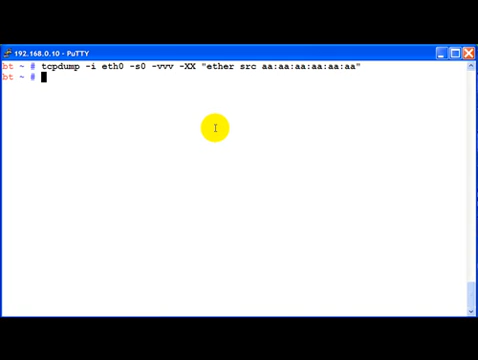 192.168.0.10 - PuTTY
bt ~ # tcpdump -i eth0 -s0 -vvv -XX "ether src aa:aa:aa:aa:aa:aa"
bt ~ #